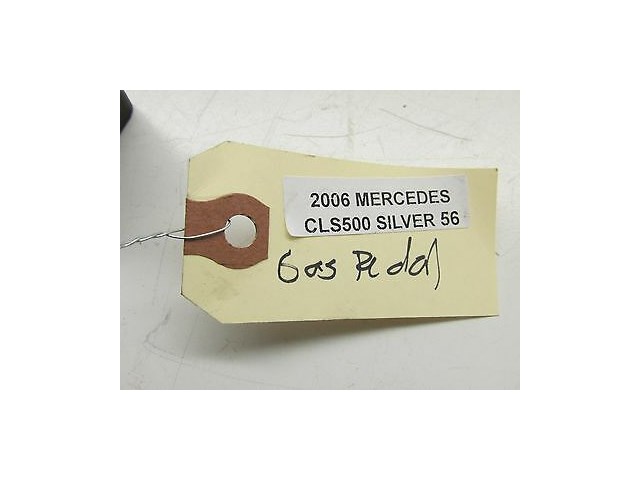 2006 MERCEDES
CLS500 SILVER 56
Gas Pedal